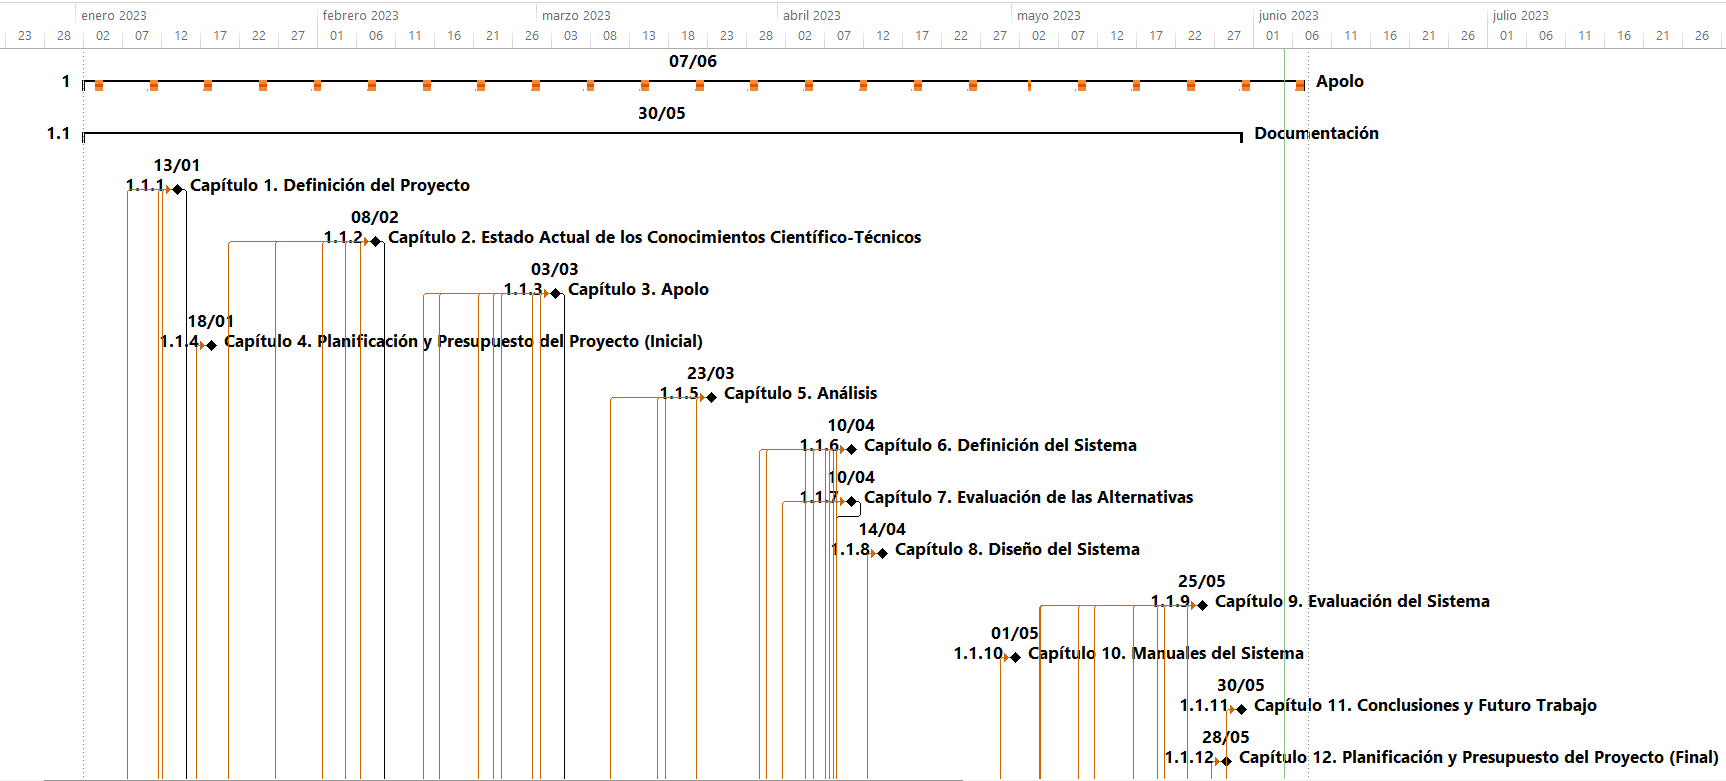 enero 2023 febrero 2023 marzo 2023 abril 2023 mayo 2023 junio 2023 julio 2023
23 28 02 07 12 17 22 27 01 06 11 16 21 26 03 08 13 18 23 28 02 07 12 17 22 27 02 07 12 17 22 27 01 06 11 16 21 26 01 06 11 16 21 26
07/06
1 Apolo
30/05
1.1 Documentación
13/01
1.1.1 Capítulo 1. Definición del Proyecto
08/02
1.1.2 Capítulo 2. Estado Actual de los Conocimientos Científico-Técnicos
03/03
1.1.3 Capítulo 3. Apolo
18/01
1.1.4 Capítulo 4. Planificación y Presupuesto del Proyecto (Inicial)
23/03
1.1.5 Capítulo 5. Análisis
10/04
1.1.6 Capítulo 6. Definición del Sistema
10/04
1.1.7 Capítulo 7. Evaluación de las Alternativas
14/04
1.1.8 Capítulo 8. Diseño del Sistema
25/05
1.1.9 Capítulo 9. Evaluación del Sistema
01/05
1.1.10 Capítulo 10. Manuales del Sistema
30/05
1.1.11 Capítulo 11. Conclusiones y Futuro Trabajo
28/05
1.1.12 Capítulo 12. Planificación y Presupuesto del Proyecto (Final)